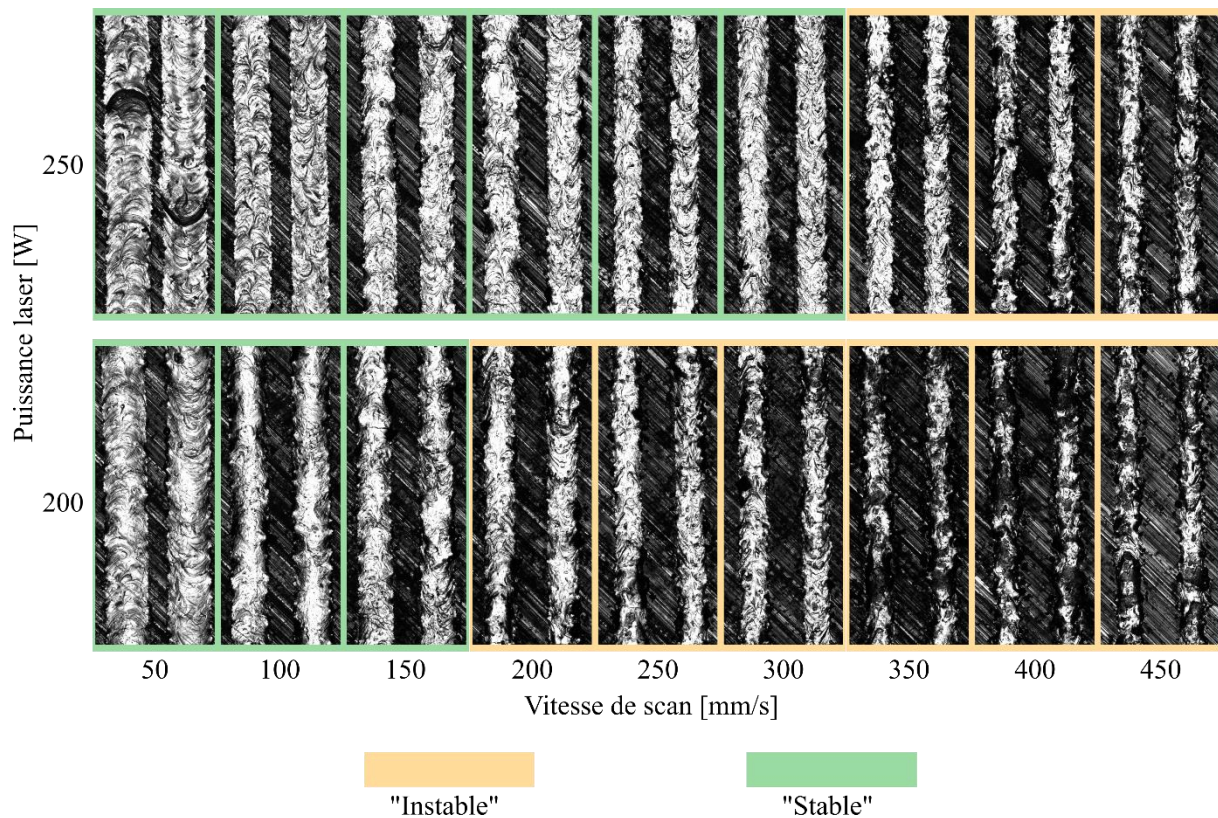 Puissance laser [W]
250
200
50 100 150 200 250 300 350 400 450
Vitesse de scan [mm/s]
"Instable" "Stable"